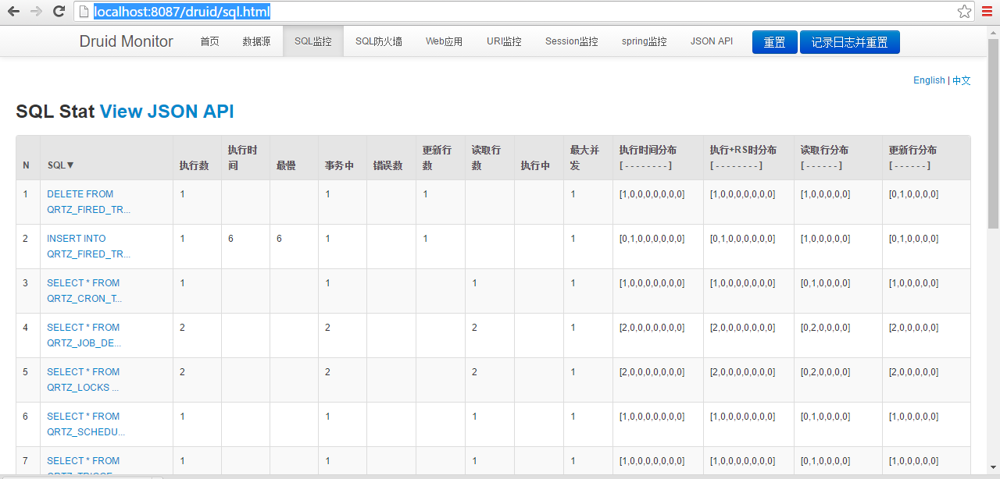 localhost:8087/druid/sql.html
Druid Monitor 首页 数据源 SQL监控 SQL防火墙 Web应用 URI监控 Session监控 spring监控 JSON API 重置 记录日志并重置
English | 中文
SQL Stat View JSON API
N SQL▼ 执行数 执行时间 最慢 事务中 错误数 更新行数 读取行数 执行中 最大并发 执行时间分布 [ - - - - - - - - ] 执行+RS时分布 [ - - - - - - - - ] 读取行分布 [ - - - - - - ] 更新行分布 [ - - - - - - ]
1 DELETE FROM QRTZ_FIRED_TR... 1 1 1 1 [1,0,0,0,0,0,0,0] [1,0,0,0,0,0,0,0] [1,0,0,0,0,0] [0,1,0,0,0,0]
2 INSERT INTO QRTZ_FIRED_TR... 1 6 6 1 1 1 [0,1,0,0,0,0,0,0] [0,1,0,0,0,0,0,0] [1,0,0,0,0,0] [0,1,0,0,0,0]
3 SELECT * FROM QRTZ_CRON_T... 1 1 1 1 [1,0,0,0,0,0,0,0] [1,0,0,0,0,0,0,0] [0,1,0,0,0,0] [1,0,0,0,0,0]
4 SELECT * FROM QRTZ_JOB_DE... 2 2 2 1 [2,0,0,0,0,0,0,0] [2,0,0,0,0,0,0,0] [0,2,0,0,0,0] [2,0,0,0,0,0]
5 SELECT * FROM QRTZ_LOCKS ... 2 2 2 1 [2,0,0,0,0,0,0,0] [2,0,0,0,0,0,0,0] [0,2,0,0,0,0] [2,0,0,0,0,0]
6 SELECT * FROM QRTZ_SCHEDU... 1 1 1 1 [1,0,0,0,0,0,0,0] [1,0,0,0,0,0,0,0] [0,1,0,0,0,0] [1,0,0,0,0,0]
7 SELECT * FROM 1 1 1 1 [1,0,0,0,0,0,0,0] [1,0,0,0,0,0,0,0] [0,1,0,0,0,0] [1,0,0,0,0,0]